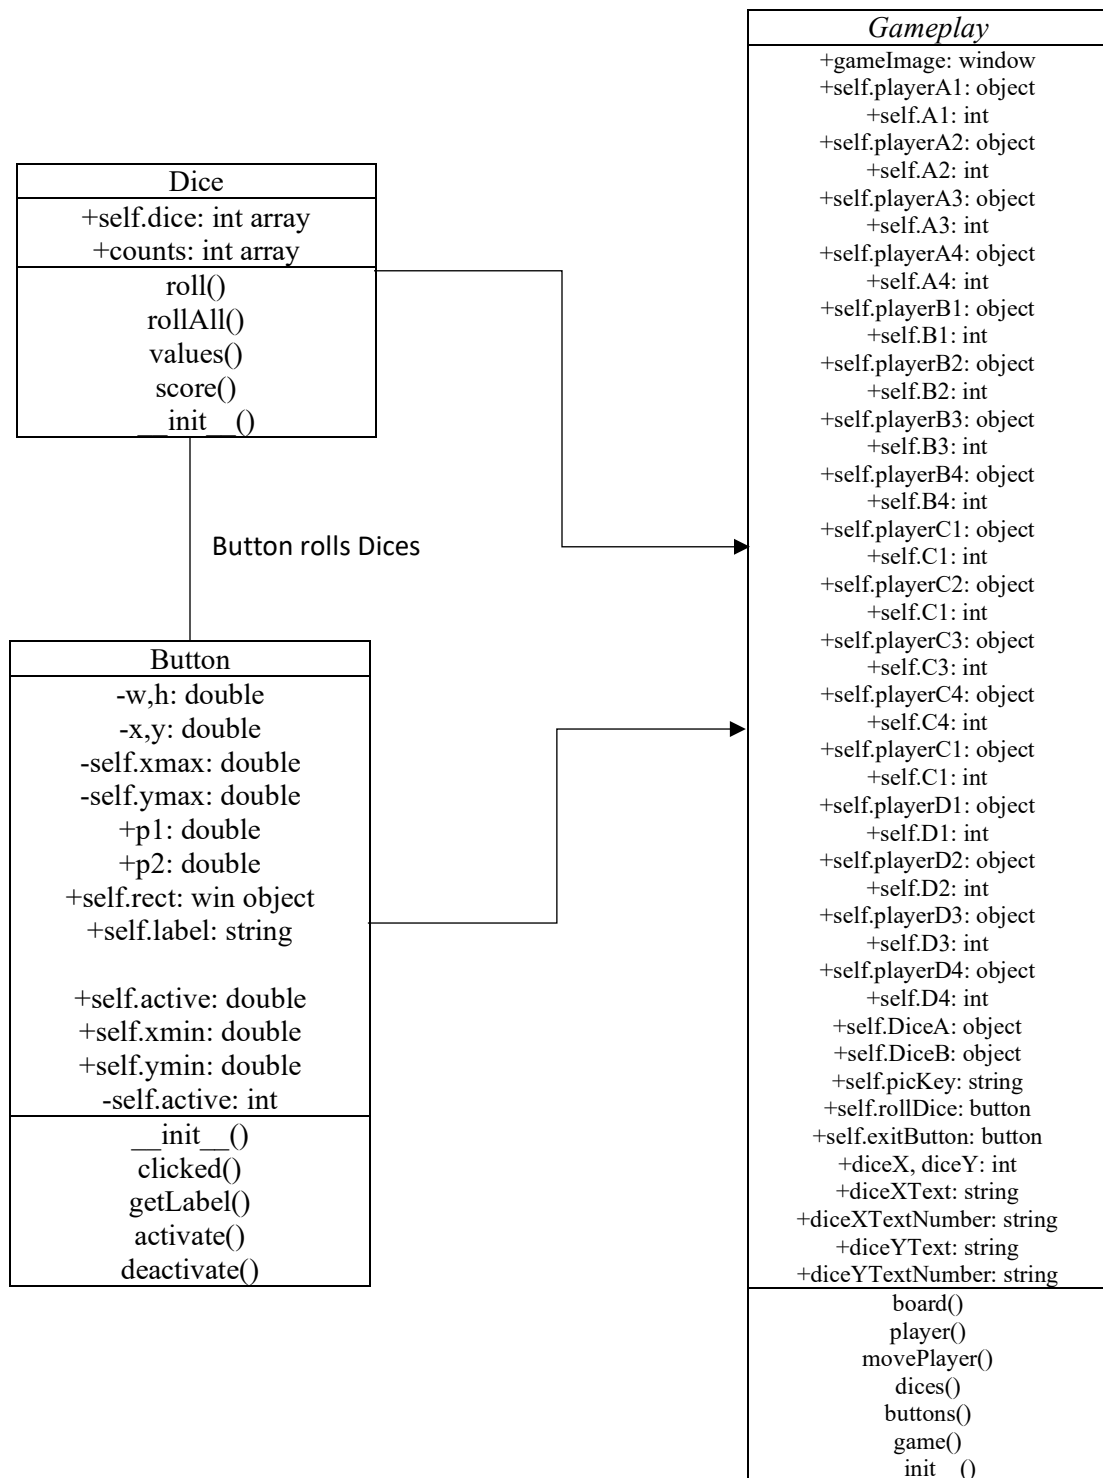 Dice
+self.dice: int array
+counts: int array
roll()
rollAll()
values()
score()
__init__()
Button rolls Dices
Button
-w,h: double
-x,y: double
-self.xmax: double
-self.ymax: double
+p1: double
+p2: double
+self.rect: win object
+self.label: string
+self.active: double
+self.xmin: double
+self.ymin: double
-self.active: int
__init__()
clicked()
getLabel()
activate()
deactivate()
Gameplay
+gameImage: window
+self.playerA1: object
+self.A1: int
+self.playerA2: object
+self.A2: int
+self.playerA3: object
+self.A3: int
+self.playerA4: object
+self.A4: int
+self.playerB1: object
+self.B1: int
+self.playerB2: object
+self.B2: int
+self.playerB3: object
+self.B3: int
+self.playerB4: object
+self.B4: int
+self.playerC1: object
+self.C1: int
+self.playerC2: object
+self.C1: int
+self.playerC3: object
+self.C3: int
+self.playerC4: object
+self.C4: int
+self.playerC1: object
+self.C1: int
+self.playerD1: object
+self.D1: int
+self.playerD2: object
+self.D2: int
+self.playerD3: object
+self.D3: int
+self.playerD4: object
+self.D4: int
+self.DiceA: object
+self.DiceB: object
+self.picKey: string
+self.rollDice: button
+self.exitButton: button
+diceX, diceY: int
+diceXText: string
+diceXTextNumber: string
+diceYText: string
+diceYTextNumber: string
board()
player()
movePlayer()
dices()
buttons()
game()
__init__()